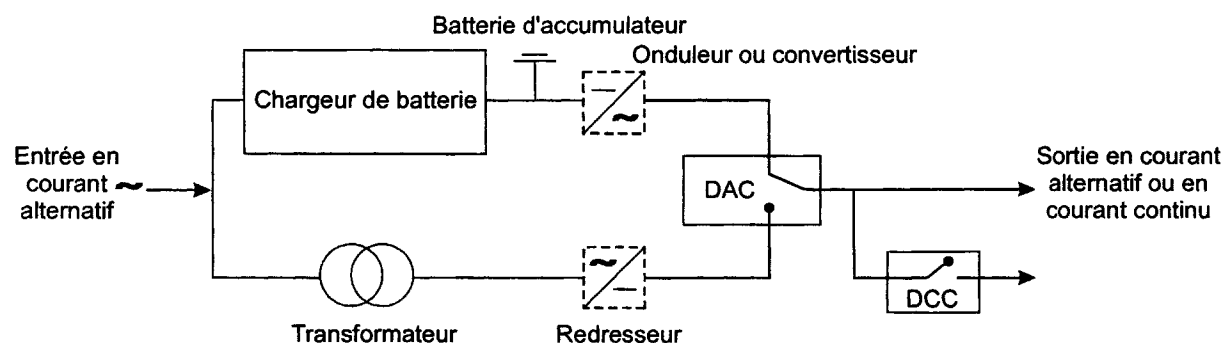 Batterie d'accumulateur
Onduleur ou convertisseur
Chargeur de batterie
Entrée en
courant ~
alternatif
DAC
Sortie en courant
alternatif ou en
courant continu
DCC
Transformateur
Redresseur